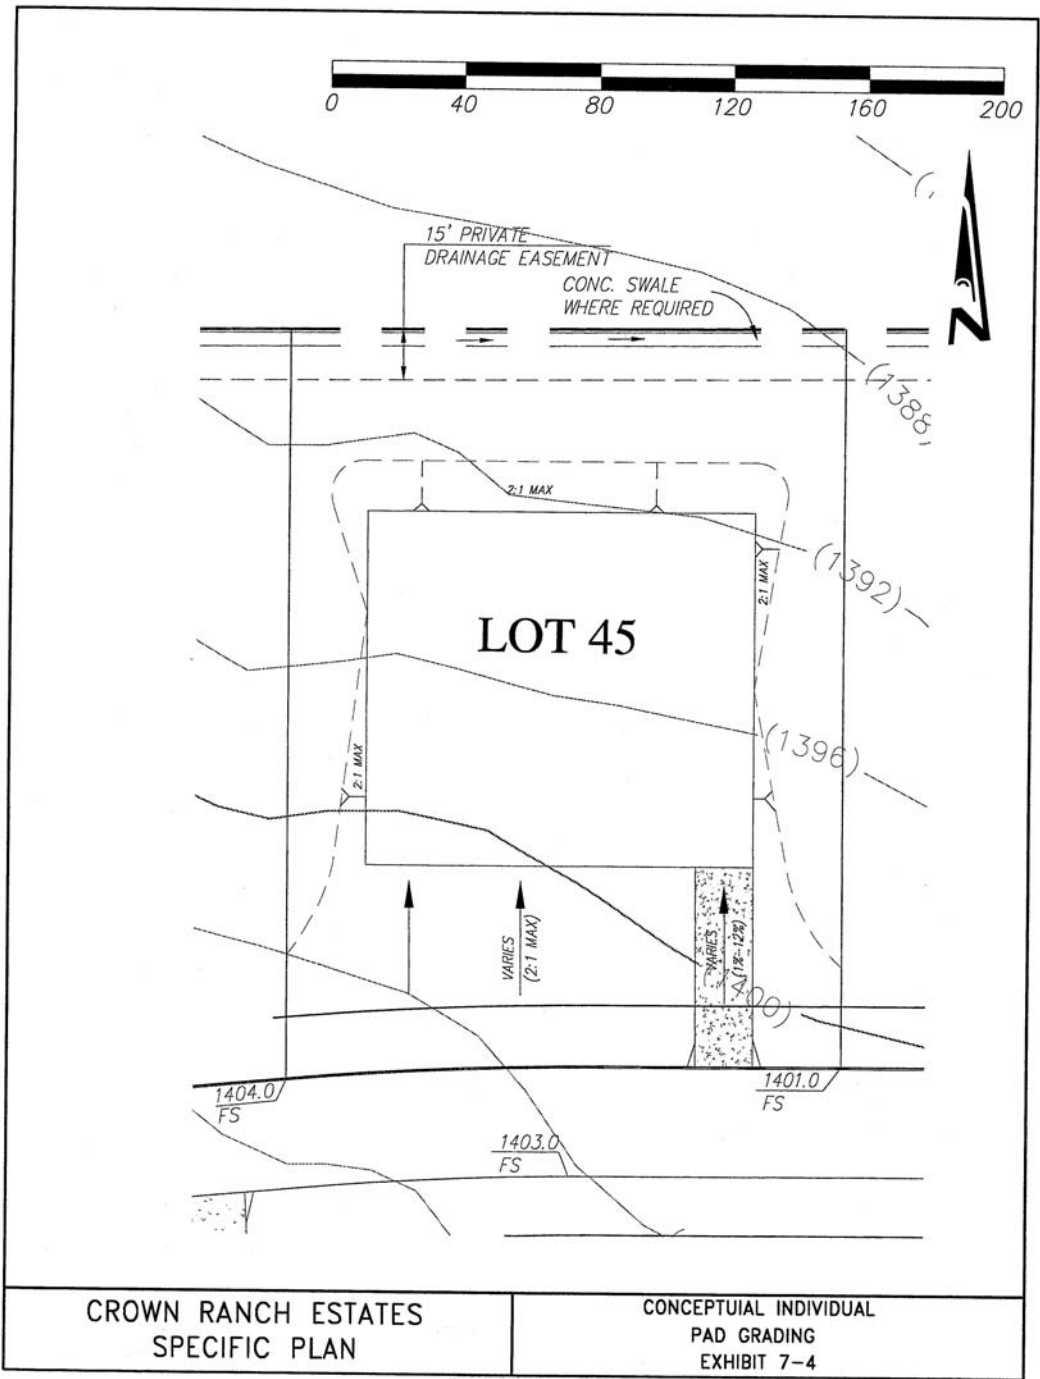 0 40 80 120 160 200
15' PRIVATE
DRAINAGE EASEMENT
CONC. SWALE
WHERE REQUIRED
N
(1388)
2:1 MAX
(1392)
2:1 MAX
LOT 45
(1396)
2:1 MAX
VARIES
(2:1 MAX)
VARIES
(1%-12%)
(1400)
1404.0
FS
1401.0
FS
1403.0
FS
CROWN RANCH ESTATES
SPECIFIC PLAN
CONCEPTUIAL INDIVIDUAL
PAD GRADING
EXHIBIT 7-4